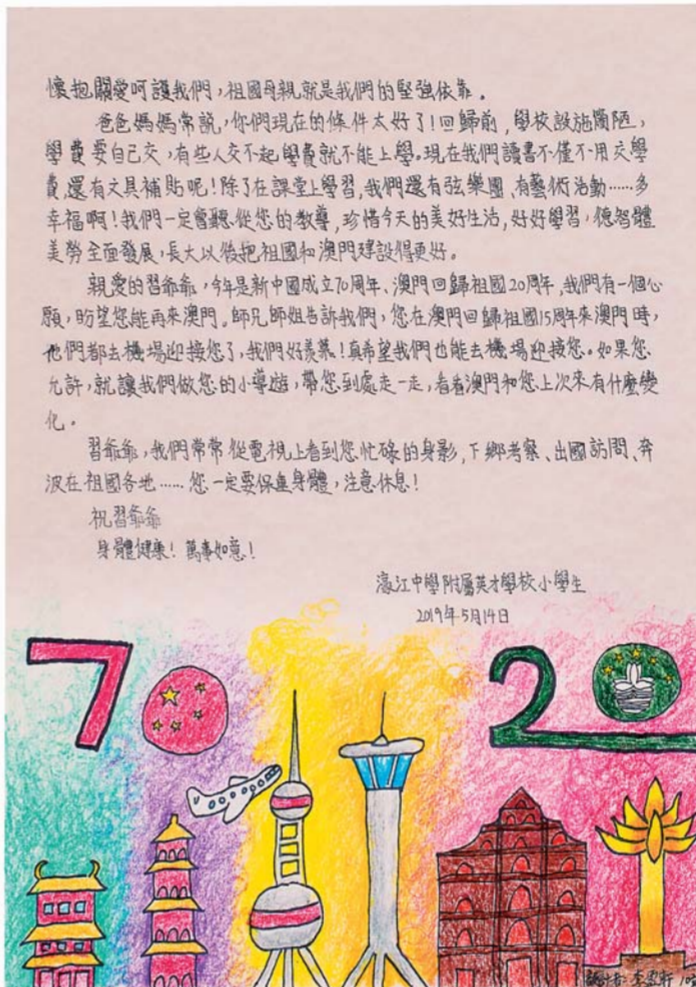 懷抱關愛呵護我們，祖國母親就是我們的堅強依靠。
爸爸媽媽常説，你們現在的條件太好了！回歸前，學校設施簡陋，
學費要自己交，有些人交不起學費就不能上學。現在我們讀書不僅不用交學
費，還有文具補貼呢！除了在課堂上學習，我們還有弦樂團、有藝術活動……多
幸福啊！我們一定會聽從您的教導，珍惜今天的美好生活，好好學習，德智體
美勞全面發展，長大以後把祖國和澳門建設得更好。
親愛的習爺爺，今年是新中國成立70周年、澳門回歸祖國20周年，我們有一個心
願，盼望您能再來澳門。師兄師姐告訴我們，您在澳門回歸祖國15周年來澳門時，
他們都去機場迎接您了，我們好羨慕！真希望我們也能去機場迎接您。如果您
允許，就讓我們做您的小導遊，帶您到處走一走，看看澳門和您上次來有什麼變
化。
習爺爺，我們常常從電視上看到您忙碌的身影，下鄉考察、出國訪問、奔
波在祖國各地……您一定要保重身體，注意休息！
祝習爺爺
身體健康！萬事如意！
濠江中學附屬英才學校小學生
2019年5月14日
70
20